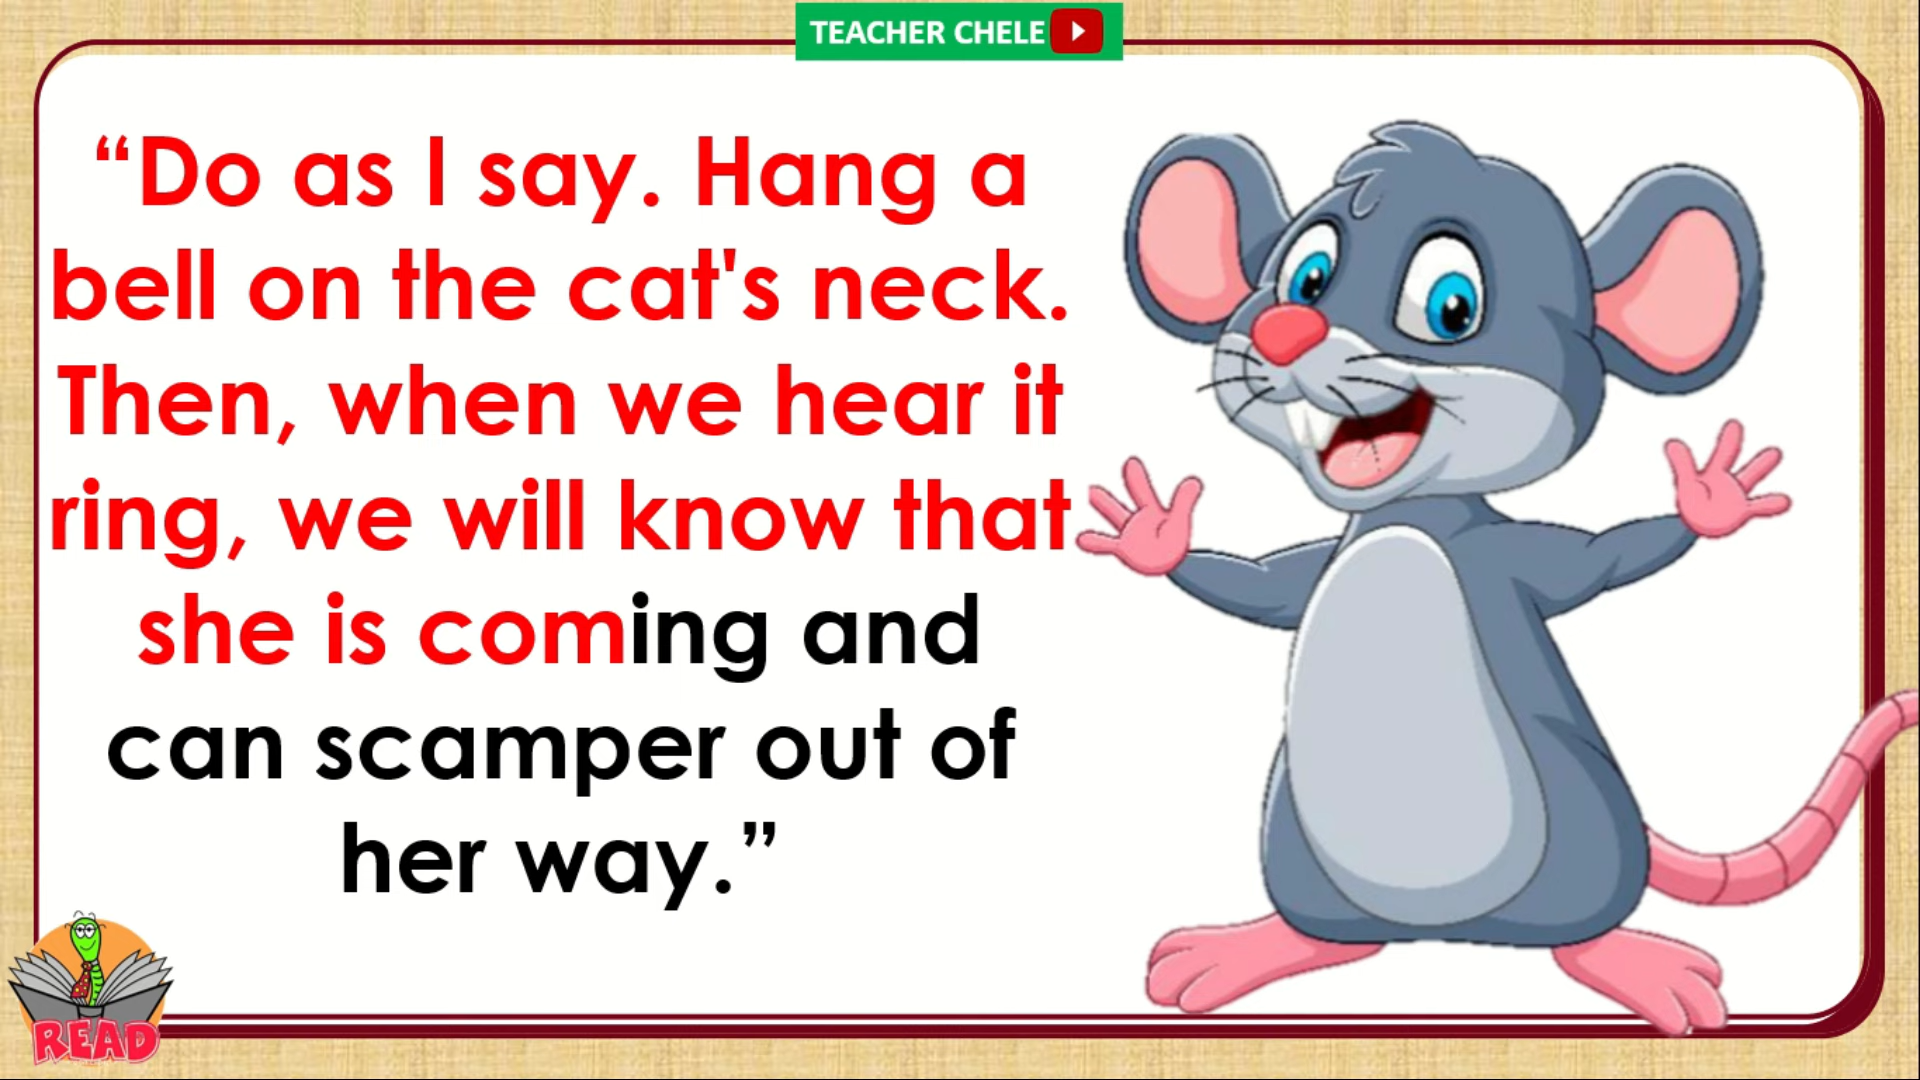 TEACHER CHELE
“Do as I say. Hang a
bell on the cat's neck.
Then, when we hear it
ring, we will know that
she is coming and
can scamper out of
her way.”
READ